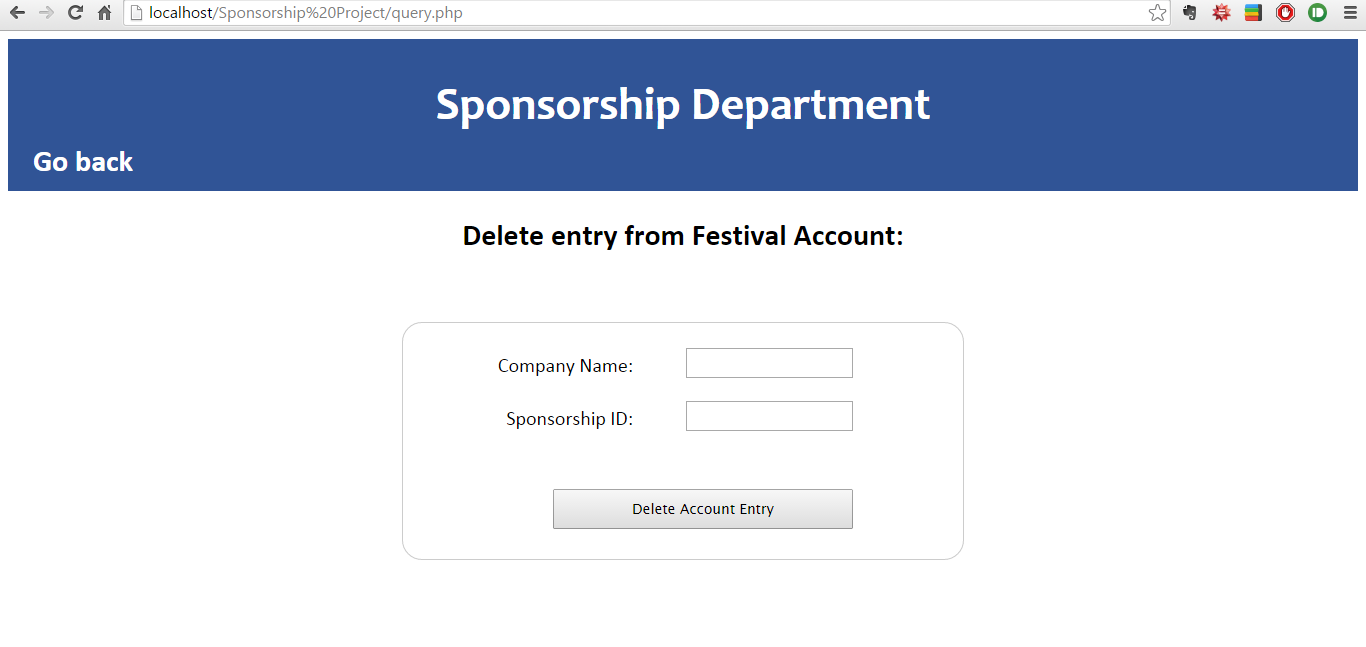 localhost/Sponsorship%20Project/query.php
Sponsorship Department
Go back
Delete entry from Festival Account:
Company Name:
Sponsorship ID:
Delete Account Entry